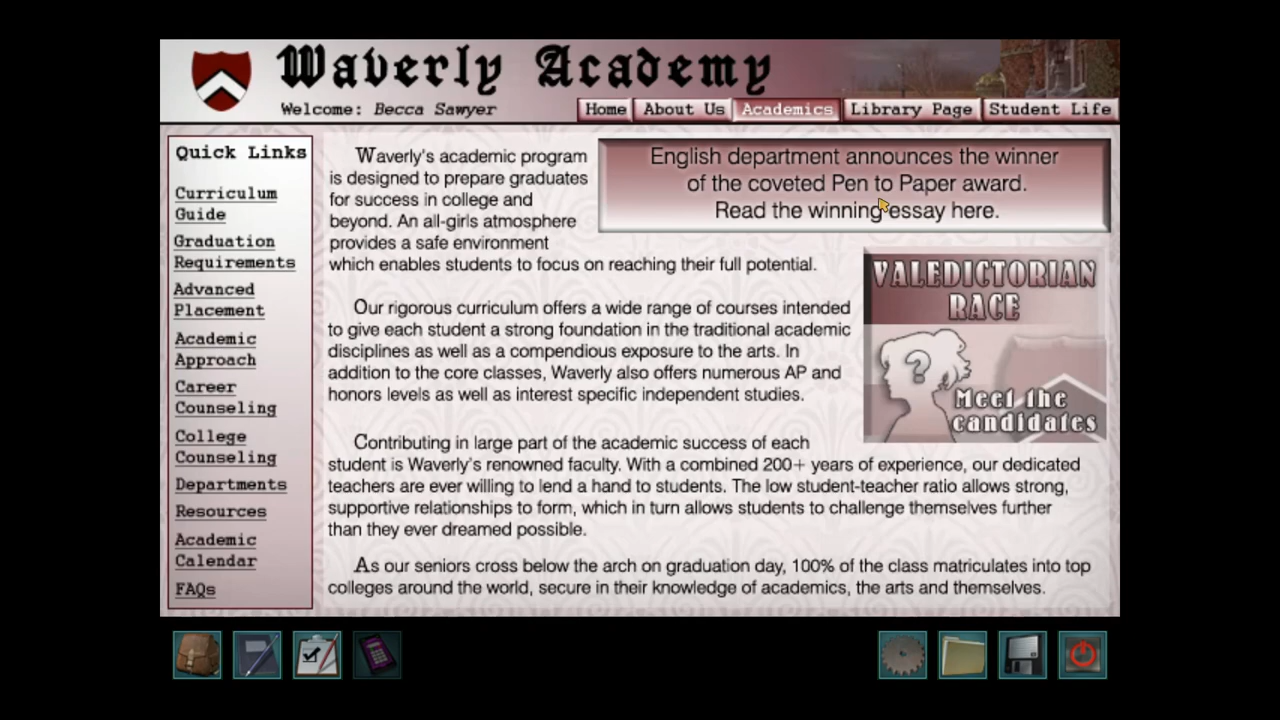 Waverly Academy
Welcome: Becca Sawyer
Home
About Us
Academics
Library Page
Student Life
Quick Links
Curriculum
Guide
Graduation
Requirements
Advanced
Placement
Academic
Approach
Career
Counseling
College
Counseling
Departments
Resources
Academic
Calendar
FAQs
Waverly's academic program
is designed to prepare graduates
for success in college and
beyond. An all-girls atmosphere
provides a safe environment
which enables students to focus on reaching their full potential.
English department announces the winner
of the coveted Pen to Paper award.
Read the winning essay here.
Our rigorous curriculum offers a wide range of courses intended
to give each student a strong foundation in the traditional academic
disciplines as well as a compendious exposure to the arts. In
addition to the core classes, Waverly also offers numerous AP and
honors levels as well as interest specific independent studies.
VALEDICTORIAN
RACE
?
Meet the
candidates
Contributing in large part of the academic success of each
student is Waverly's renowned faculty. With a combined 200+ years of experience, our dedicated
teachers are ever willing to lend a hand to students. The low student-teacher ratio allows strong,
supportive relationships to form, which in turn allows students to challenge themselves further
than they ever dreamed possible.
As our seniors cross below the arch on graduation day, 100% of the class matriculates into top
colleges around the world, secure in their knowledge of academics, the arts and themselves.